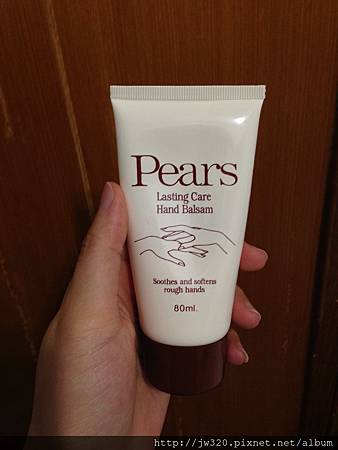 Pears
Lasting Care
Hand Balsam
Soothes and softens
rough hands
80ml.
http://jw320.pixnet.net/album